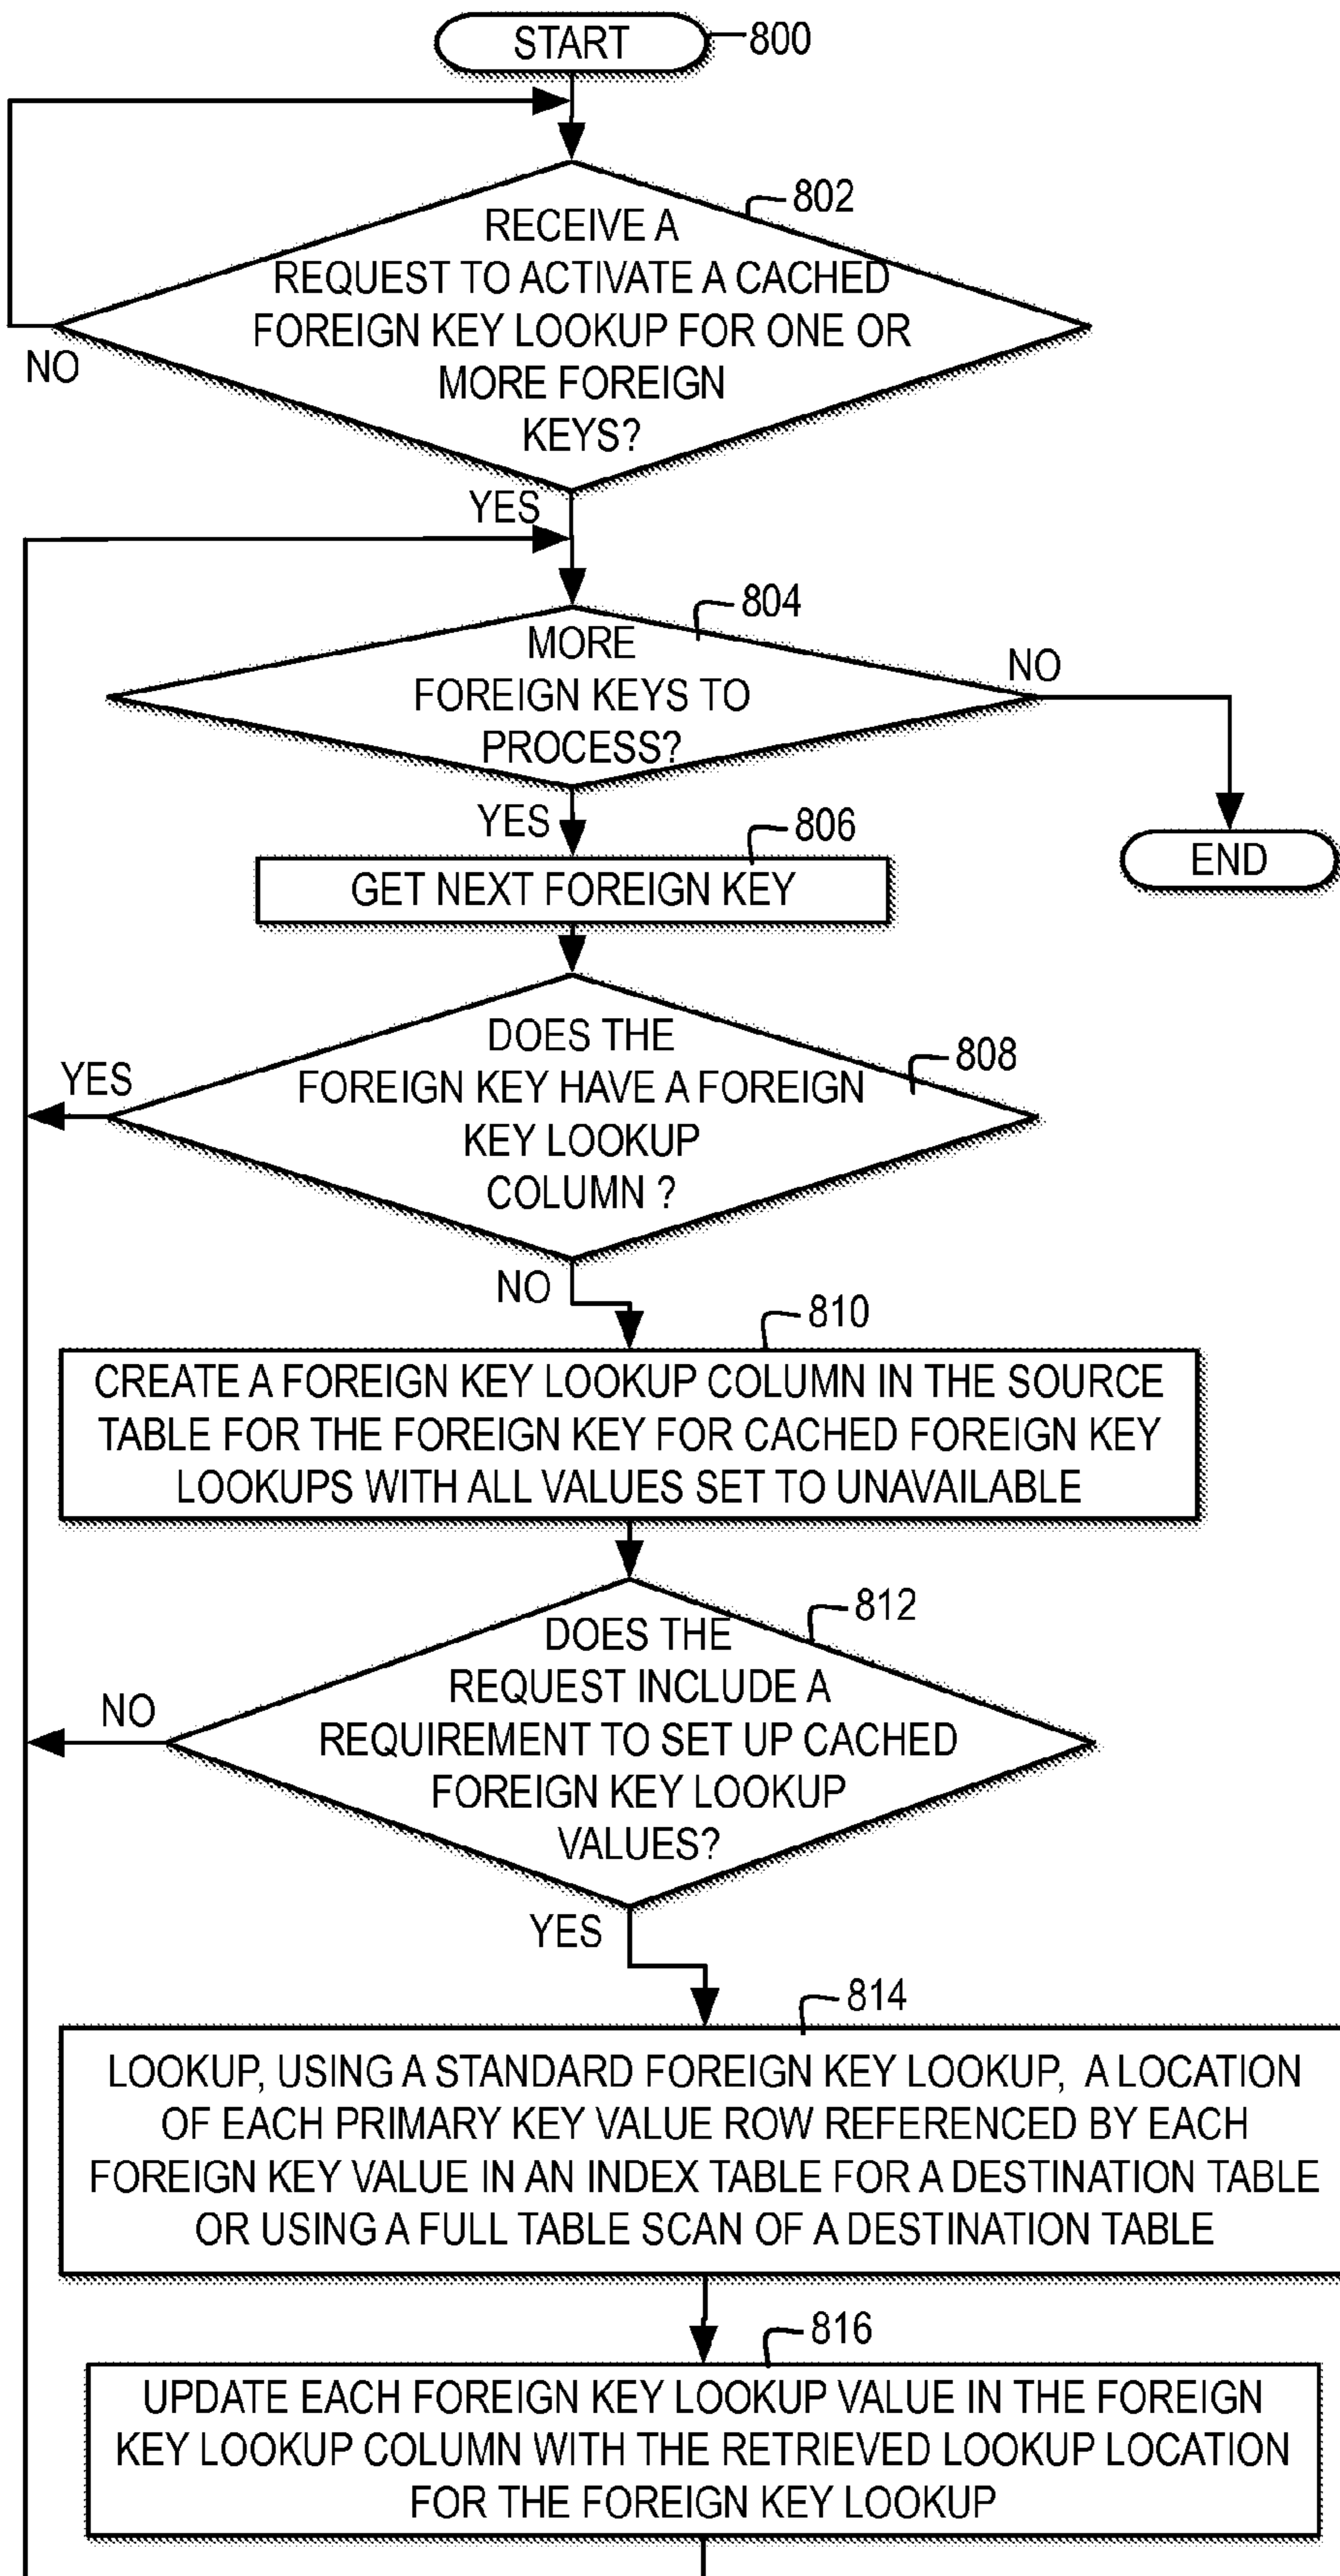 START
800
802
RECEIVE A
REQUEST TO ACTIVATE A CACHED
FOREIGN KEY LOOKUP FOR ONE OR
MORE FOREIGN
KEYS?
NO
YES
804
MORE
FOREIGN KEYS TO
PROCESS?
NO
YES
806
END
GET NEXT FOREIGN KEY
808
DOES THE
FOREIGN KEY HAVE A FOREIGN
KEY LOOKUP
COLUMN ?
YES
NO
810
CREATE A FOREIGN KEY LOOKUP COLUMN IN THE SOURCE
TABLE FOR THE FOREIGN KEY FOR CACHED FOREIGN KEY
LOOKUPS WITH ALL VALUES SET TO UNAVAILABLE
812
DOES THE
REQUEST INCLUDE A
REQUIREMENT TO SET UP CACHED
FOREIGN KEY LOOKUP
VALUES?
NO
YES
814
LOOKUP, USING A STANDARD FOREIGN KEY LOOKUP, A LOCATION
OF EACH PRIMARY KEY VALUE ROW REFERENCED BY EACH
FOREIGN KEY VALUE IN AN INDEX TABLE FOR A DESTINATION TABLE
OR USING A FULL TABLE SCAN OF A DESTINATION TABLE
816
UPDATE EACH FOREIGN KEY LOOKUP VALUE IN THE FOREIGN
KEY LOOKUP COLUMN WITH THE RETRIEVED LOOKUP LOCATION
FOR THE FOREIGN KEY LOOKUP